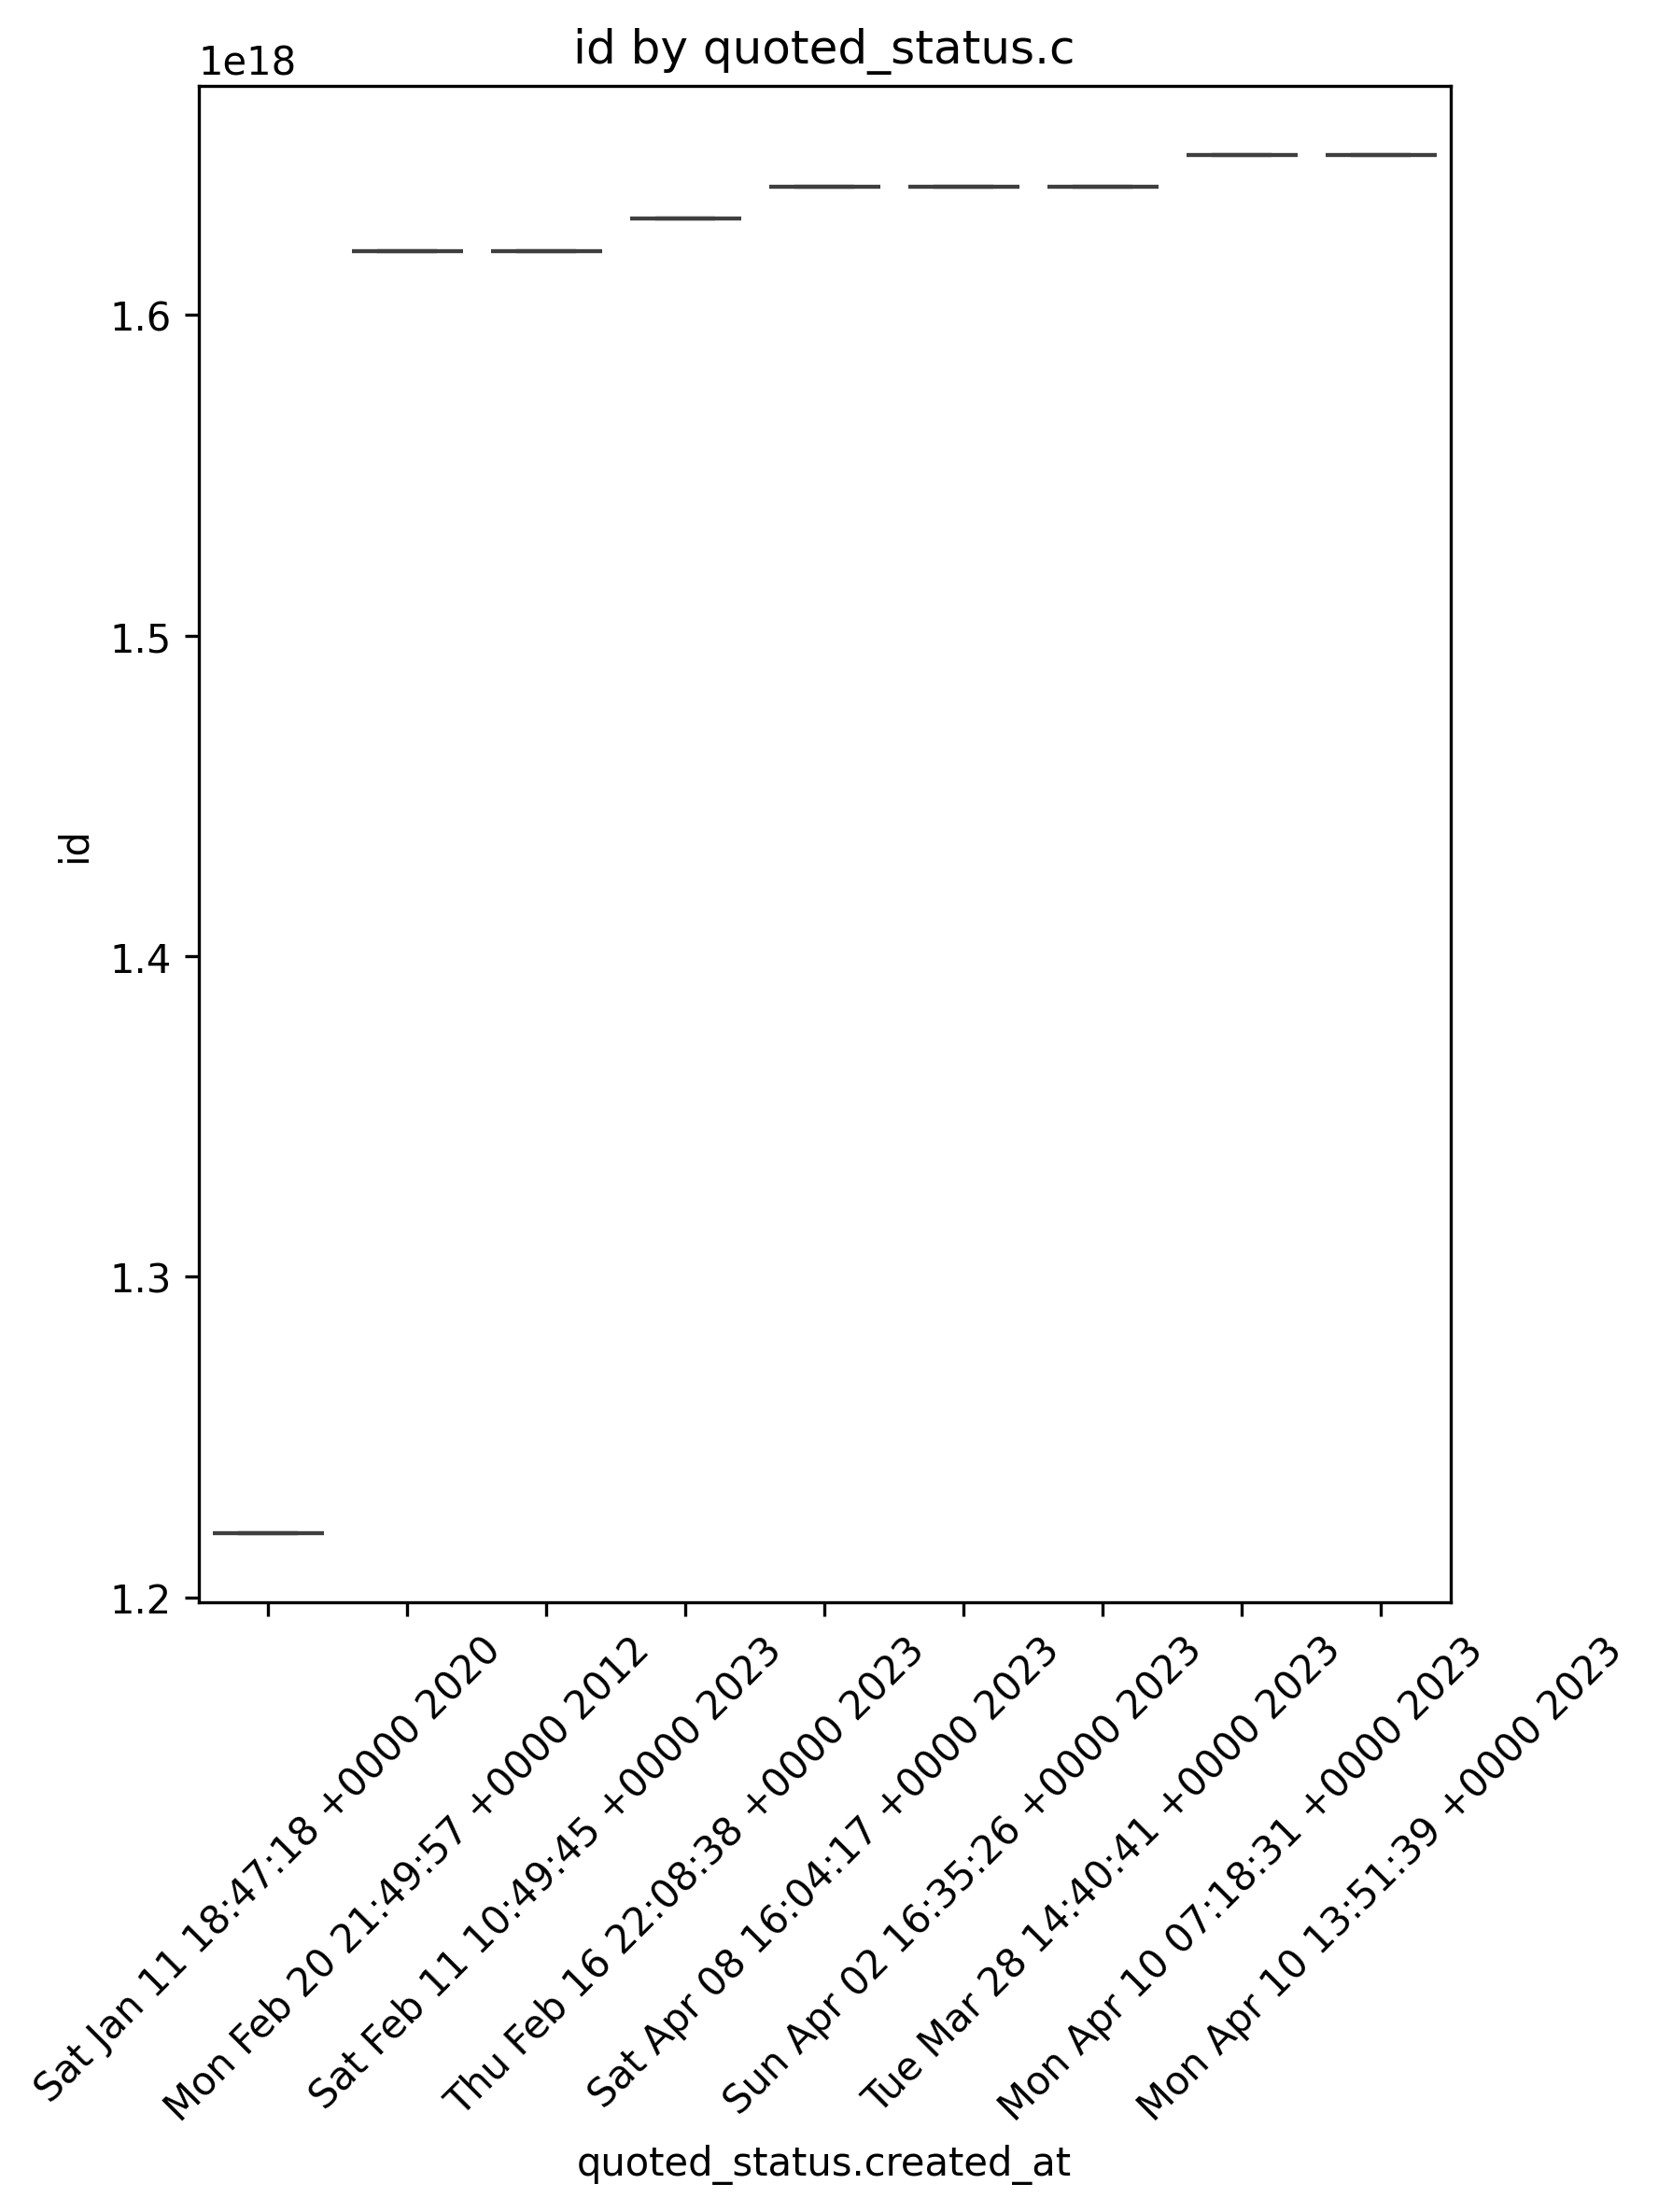 id by quoted_status.c
1e18
1.6
1.5
1.4
1.3
1.2
id
Sat Jan 11 18:47:18 +0000 2020
Mon Feb 20 21:49:57 +0000 2012
Sat Feb 11 10:49:45 +0000 2023
Thu Feb 16 22:08:38 +0000 2023
Sat Apr 08 16:04:17 +0000 2023
Sun Apr 02 16:35:26 +0000 2023
Tue Mar 28 14:40:41 +0000 2023
Mon Apr 10 07:18:31 +0000 2023
Mon Apr 10 13:51:39 +0000 2023
quoted_status.created_at